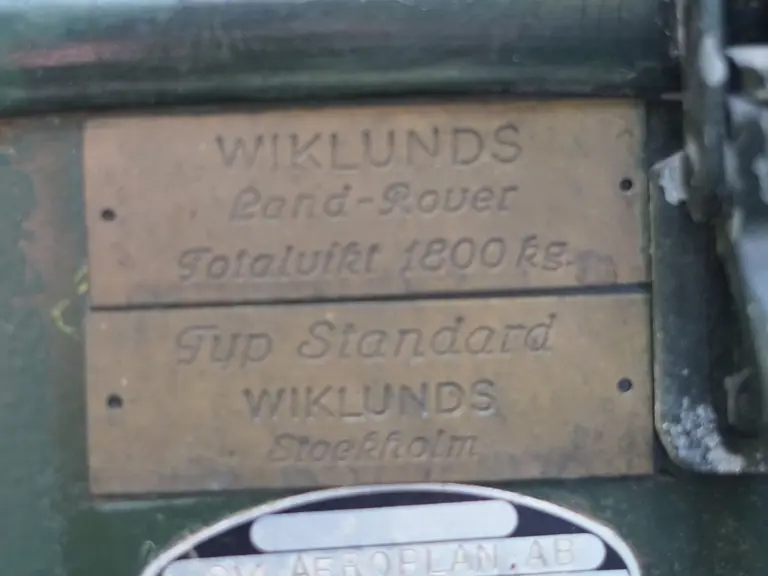 WIKLUNDS
Land-Rover
Totalvikt 1800 kg.
Typ Standard
WIKLUNDS
Stockholm
AEROPLAN. AB